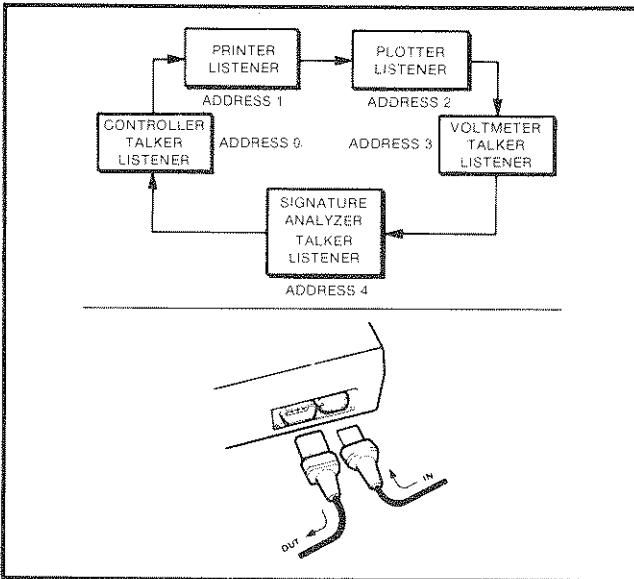 PRINTER
LISTENER
ADDRESS 1
PLOTTER
LISTENER
ADDRESS 2
CONTROLLER
TALKER
LISTENER
ADDRESS 0
ADDRESS 3
VOLTMETER
TALKER
LISTENER
SIGNATURE
ANALYZER
TALKER
LISTENER
ADDRESS 4
IN
OUT